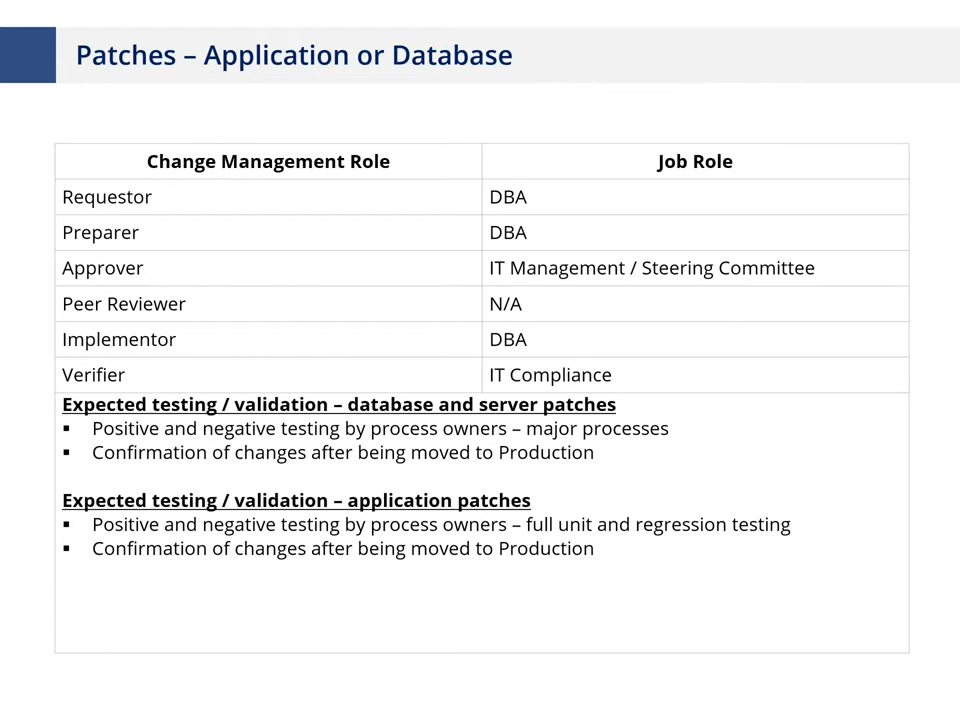 Patches – Application or Database
Change Management Role Job Role
Requestor DBA
Preparer DBA
Approver IT Management / Steering Committee
Peer Reviewer N/A
Implementor DBA
Verifier IT Compliance
Expected testing / validation – database and server patches
▪ Positive and negative testing by process owners – major processes
▪ Confirmation of changes after being moved to Production
Expected testing / validation – application patches
▪ Positive and negative testing by process owners – full unit and regression testing
▪ Confirmation of changes after being moved to Production